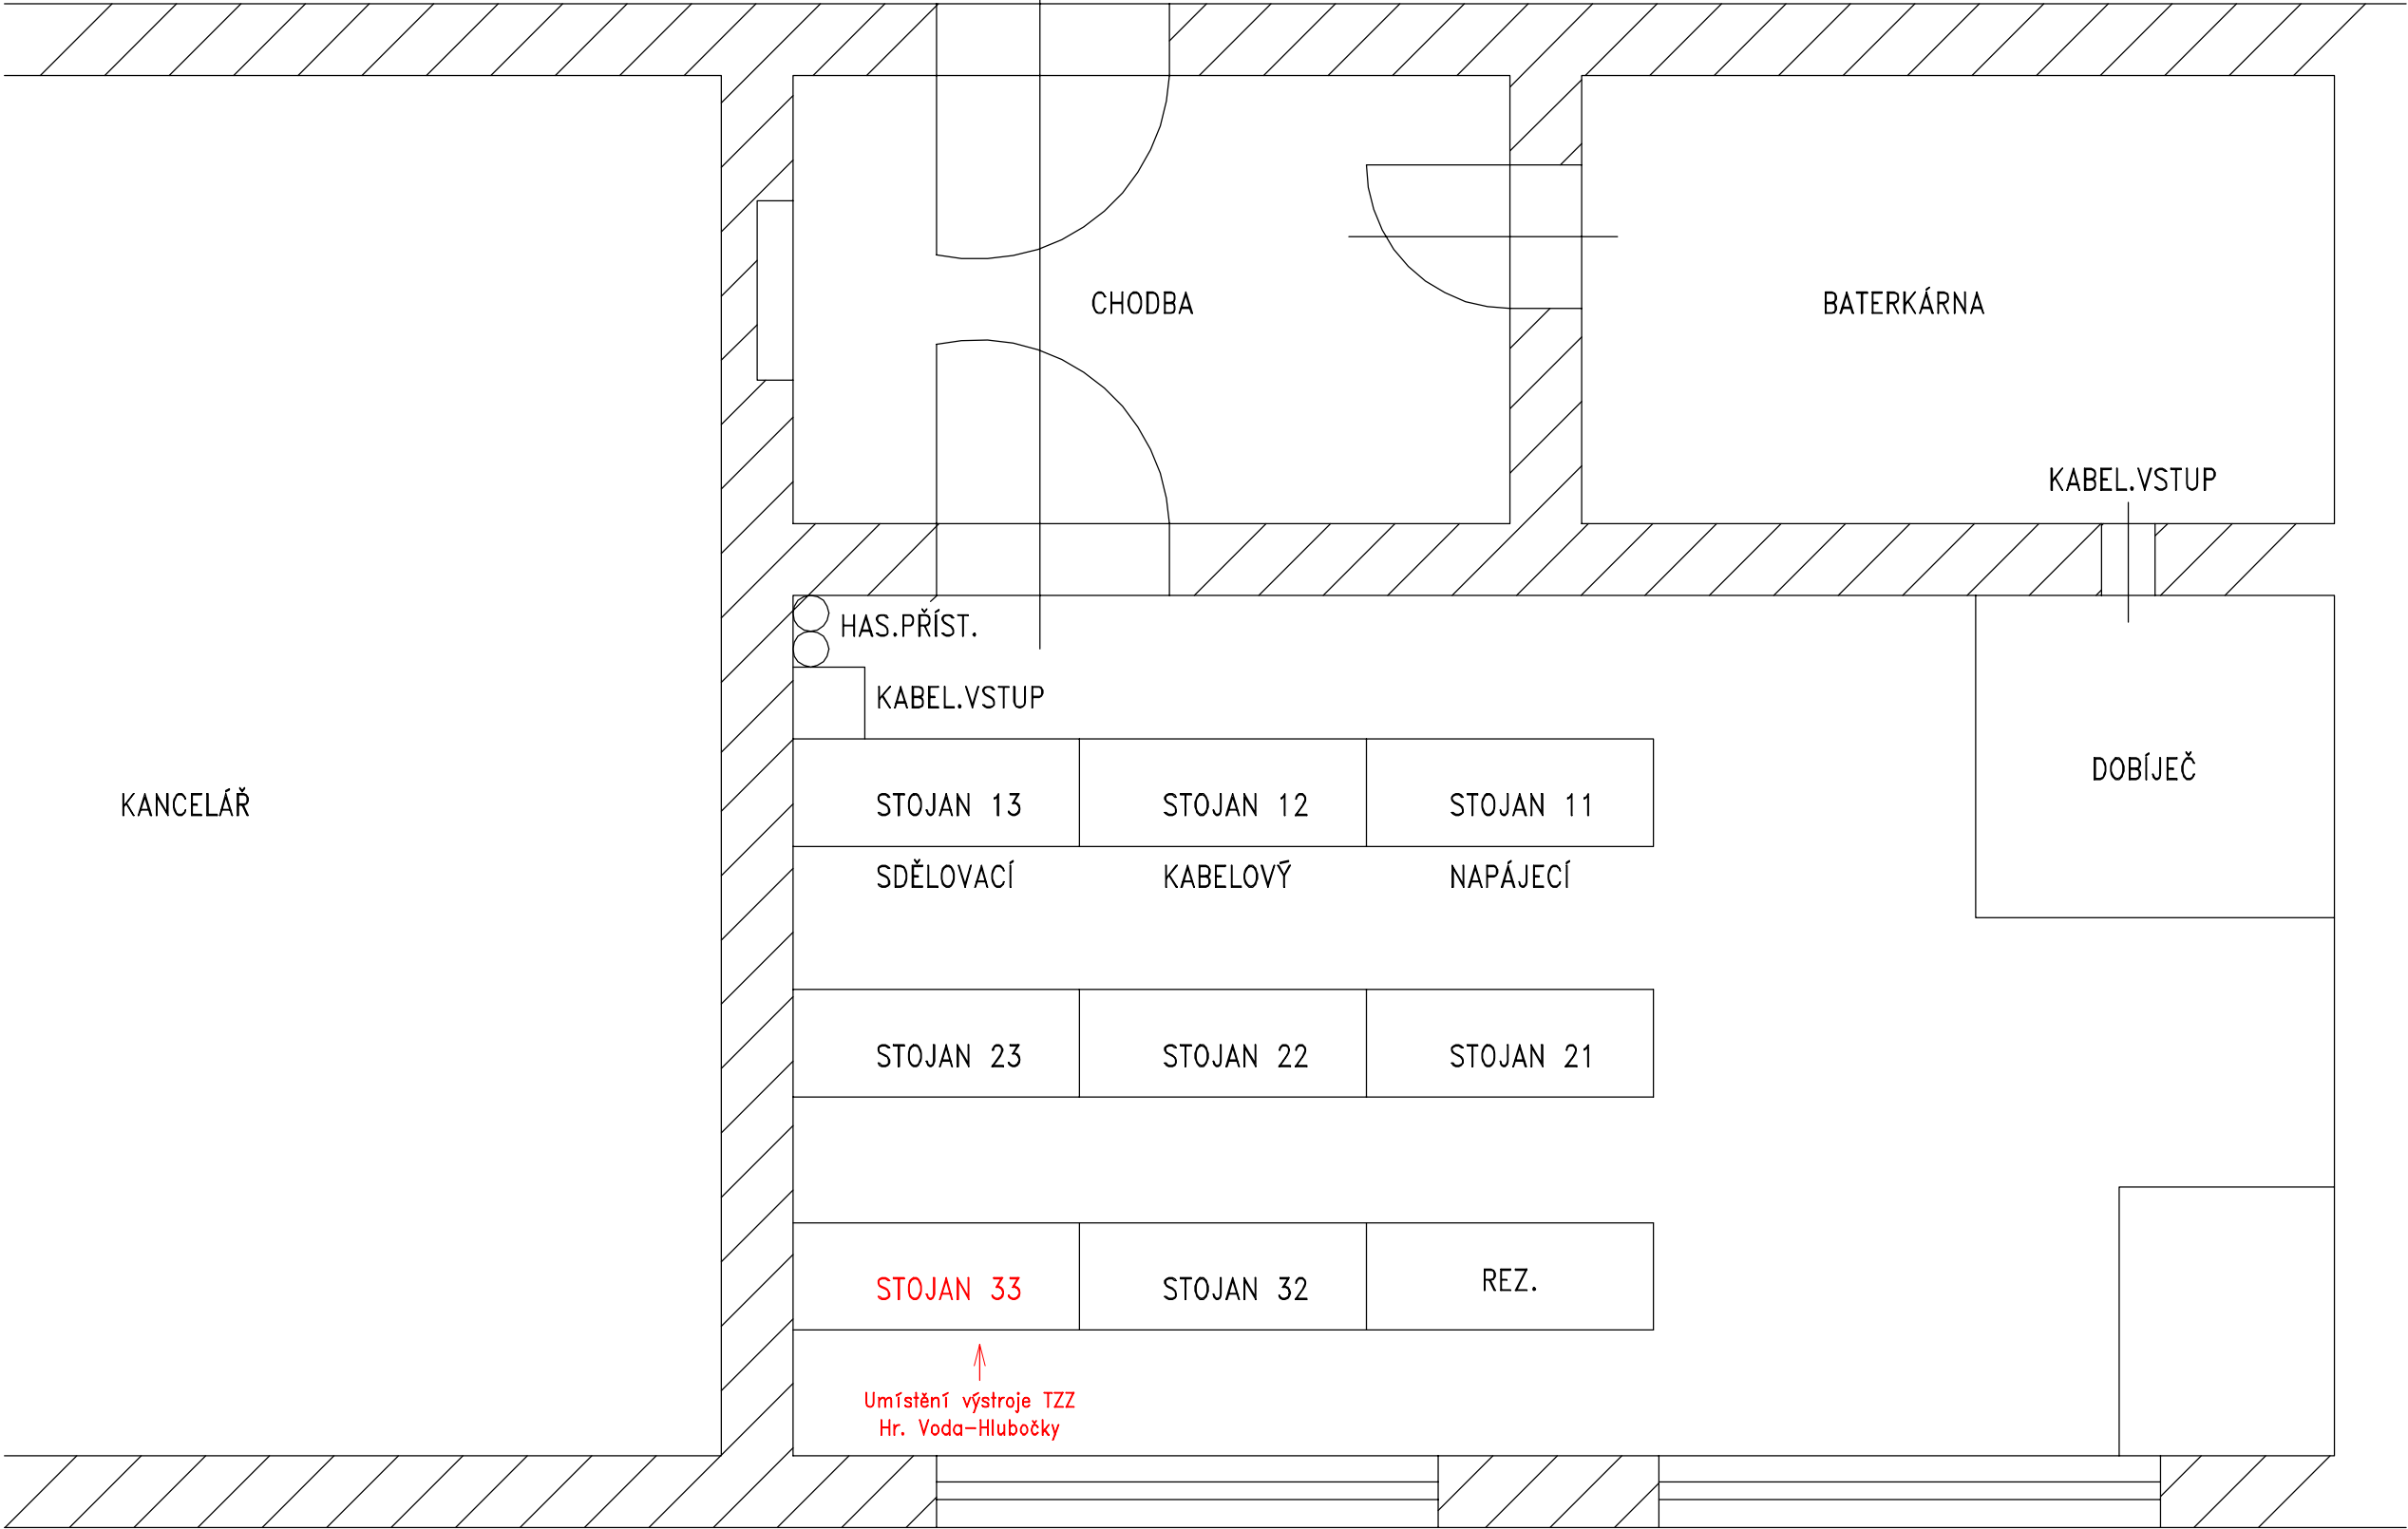 CHODBA
BATERKÁRNA
KABEL.VSTUP
HAS.PŘÍST.
KABEL.VSTUP
DOBÍJEČ
KANCELÁŘ
STOJAN 13
STOJAN 12
STOJAN 11
SDĚLOVACÍ
KABELOVÝ
NAPÁJECÍ
STOJAN 23
STOJAN 22
STOJAN 21
STOJAN 33
STOJAN 32
REZ.
Umístění výstroje TZZ
Hr. Voda-Hlubočky